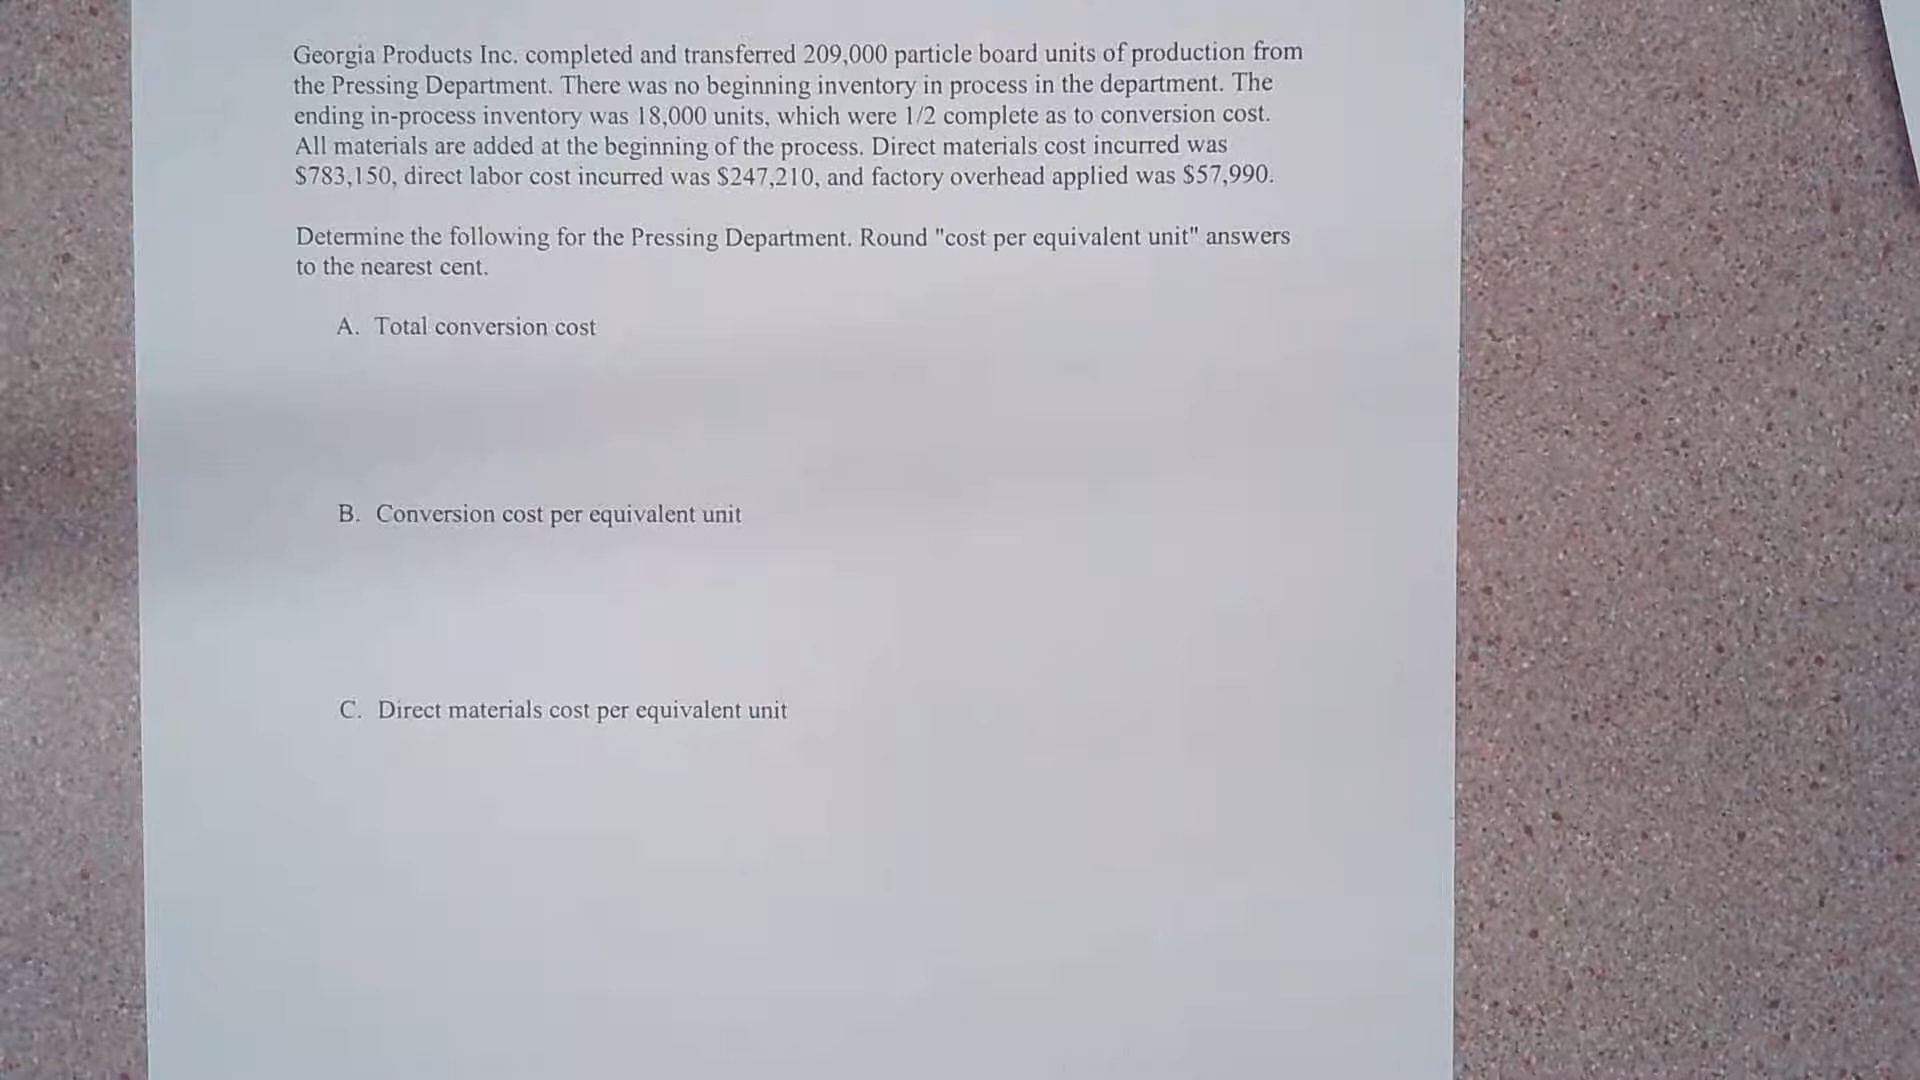 Georgia Products Inc. completed and transferred 209,000 particle board units of production from
the Pressing Department. There was no beginning inventory in process in the department. The
ending in-process inventory was 18,000 units, which were 1/2 complete as to conversion cost.
All materials are added at the beginning of the process. Direct materials cost incurred was
$783,150, direct labor cost incurred was $247,210, and factory overhead applied was $57,990.
Determine the following for the Pressing Department. Round "cost per equivalent unit" answers
to the nearest cent.
A. Total conversion cost
B. Conversion cost per equivalent unit
C. Direct materials cost per equivalent unit